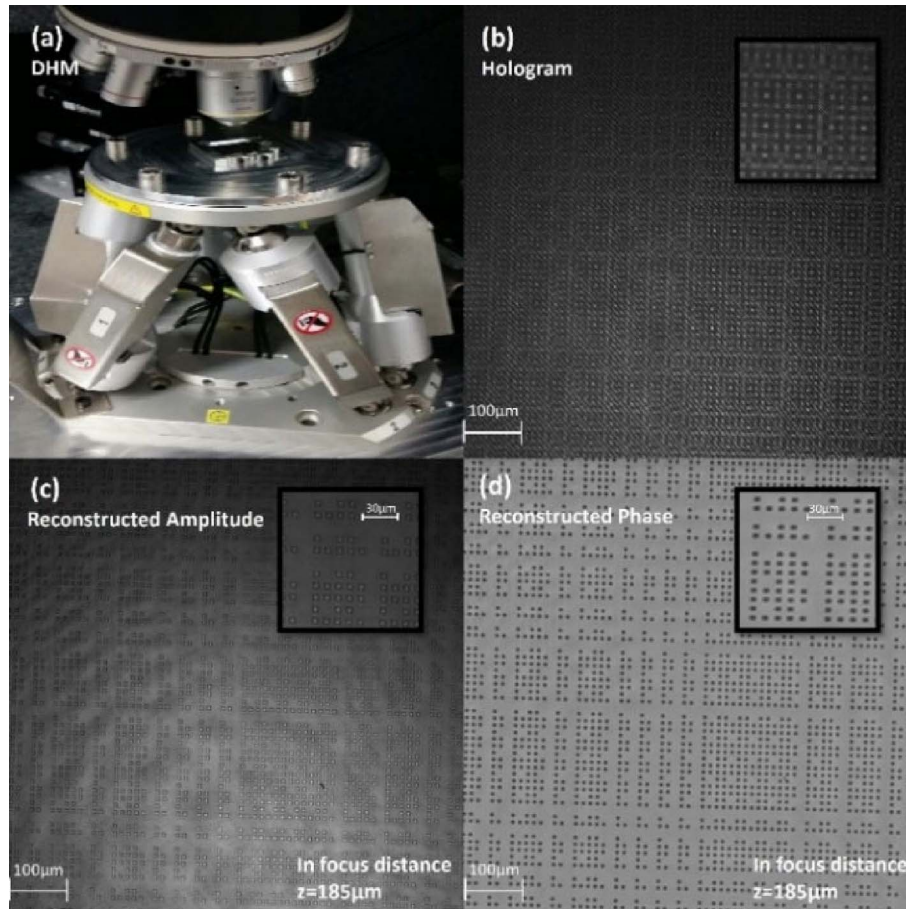 (a)
DHM
(b)
Hologram
100μm
(c)
Reconstructed Amplitude
30μm
100μm
In focus distance
z=185μm
(d)
Reconstructed Phase
30μm
100μm
In focus distance
z=185μm